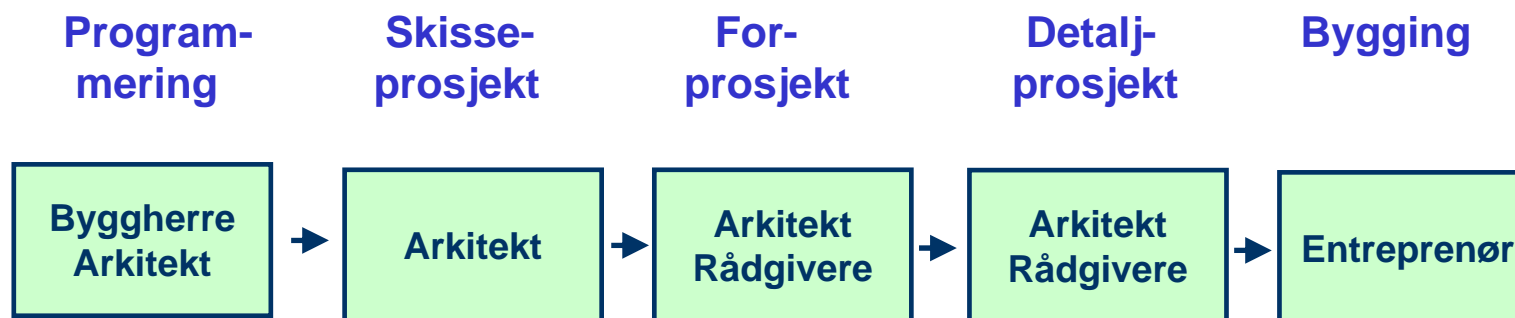 Program-
mering
Skisse-
prosjekt
For-
prosjekt
Detalj-
prosjekt
Bygging
Byggherre
Arkitekt
Arkitekt
Arkitekt
Rådgivere
Arkitekt
Rådgivere
Entreprenør